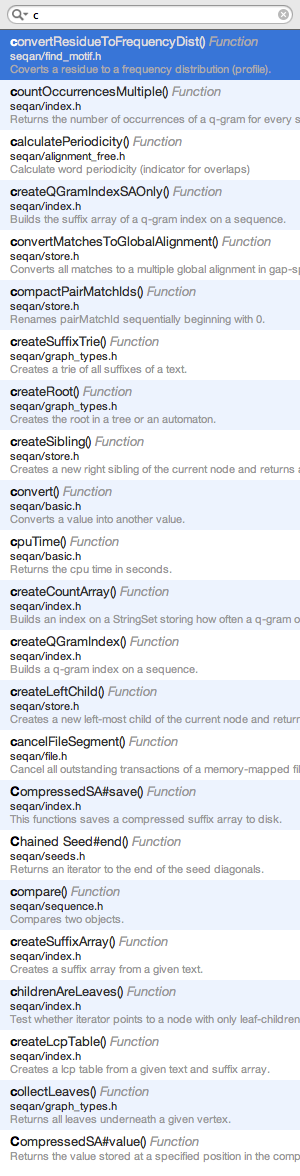 c
convertResidueToFrequencyDist() Function
seqan/find_motif.h
Coverts a residue to a frequency distribution (profile).
countOccurrencesMultiple() Function
seqan/index.h
Returns the number of occurrences of a q-gram for every s
calculatePeriodicity() Function
seqan/alignment_free.h
Calculate word periodicity (indicator for overlaps)
createQGramIndexSAOnly() Function
seqan/index.h
Builds the suffix array of a q-gram index on a sequence.
convertMatchesToGlobalAlignment() Function
seqan/store.h
Converts all matches to a multiple global alignment in gap-sp
compactPairMatchIds() Function
seqan/store.h
Renames pairMatchId sequentially beginning with 0.
createSuffixTrie() Function
seqan/graph_types.h
Creates a trie of all suffixes of a text.
createRoot() Function
seqan/graph_types.h
Creates the root in a tree or an automaton.
createSibling() Function
seqan/store.h
Creates a new right sibling of the current node and returns a
convert() Function
seqan/basic.h
Converts a value into another value.
cpuTime() Function
seqan/basic.h
Returns the cpu time in seconds.
createCountArray() Function
seqan/index.h
Builds an index on a StringSet storing how often a q-gram o
createQGramIndex() Function
seqan/index.h
Builds a q-gram index on a sequence.
createLeftChild() Function
seqan/store.h
Creates a new left-most child of the current node and return
cancelFileSegment() Function
seqan/file.h
Cancel all outstanding transactions of a memory-mapped fil
CompressedSA#save() Function
seqan/index.h
This functions saves a compressed suffix array to disk.
Chained Seed#end() Function
seqan/seeds.h
Returns an iterator to the end of the seed diagonals.
compare() Function
seqan/sequence.h
Compares two objects.
createSuffixArray() Function
seqan/index.h
Creates a suffix array from a given text.
childrenAreLeaves() Function
seqan/index.h
Test whether iterator points to a node with only leaf-children
createLcpTable() Function
seqan/index.h
Creates a lcp table from a given text and suffix array.
collectLeaves() Function
seqan/graph_types.h
Returns all leaves underneath a given vertex.
CompressedSA#value() Function
Returns the value stored at a specified position in the comp